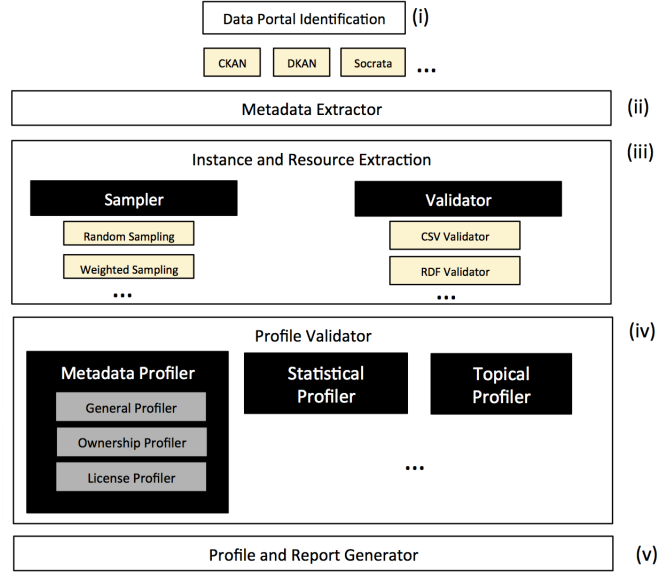 Data Portal Identification (i)
CKAN DKAN Socrata ...
Metadata Extractor (ii)
(iii)
Instance and Resource Extraction
Sampler Validator
Random Sampling CSV Validator
Weighted Sampling RDF Validator
... ...
(iv)
Profile Validator
Metadata Profiler Statistical Profiler Topical Profiler
General Profiler
Ownership Profiler
...
License Profiler
Profile and Report Generator (v)